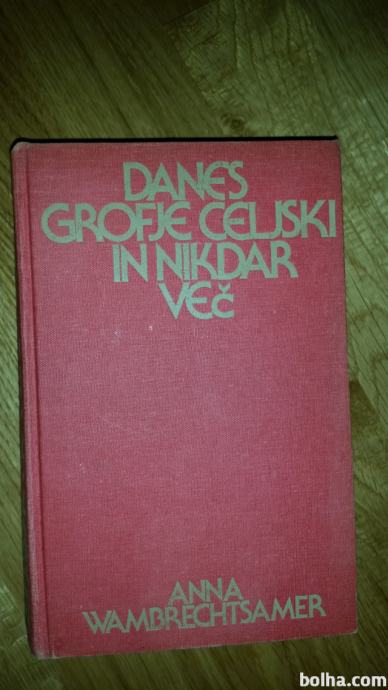 DANES
GROFJE CELJSKI
IN NIKDAR
VEČ
ANNA
WAMBRECHTSAMER
bolha.com